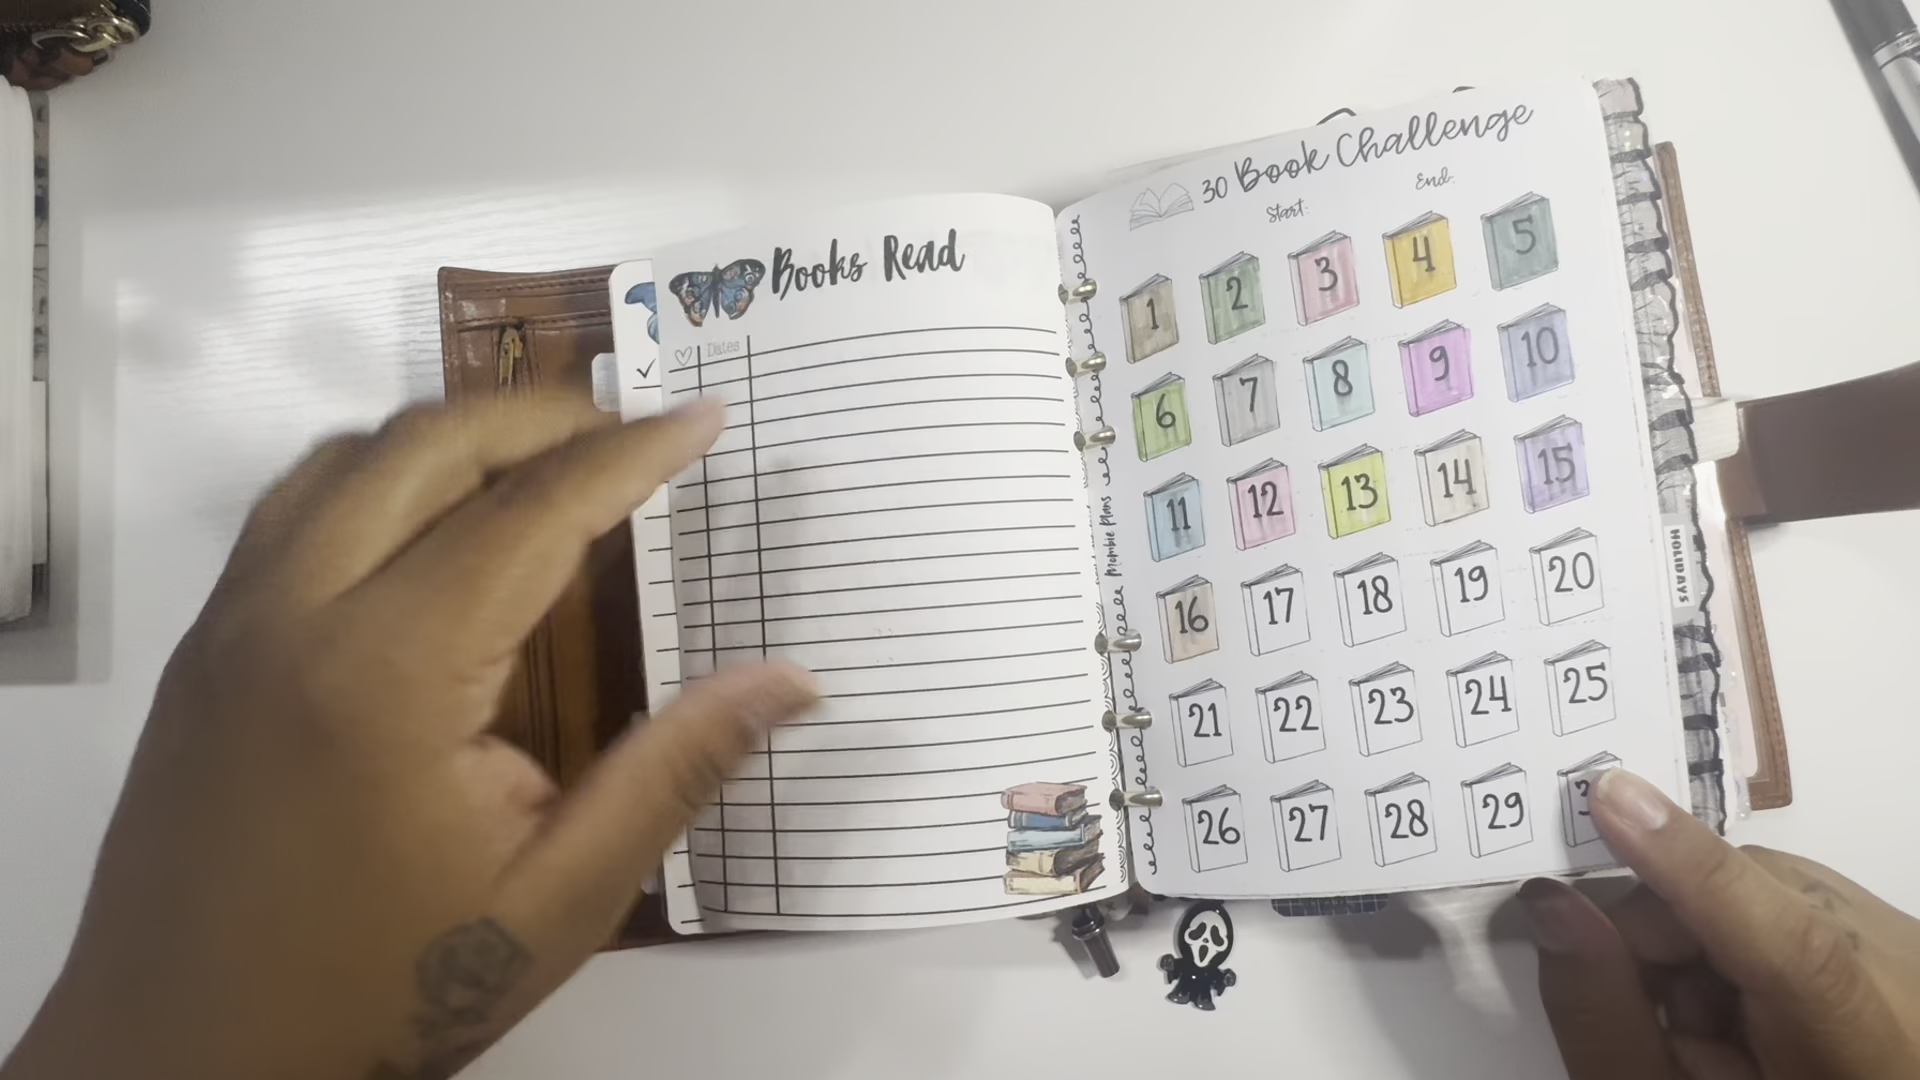 Books Read
Dates
Mombie Plans
30 Book Challenge
Start:
End:
1 2 3 4 5
6 7 8 9 10
11 12 13 14 15
16 17 18 19 20
21 22 23 24 25
26 27 28 29
HOLIDAYS